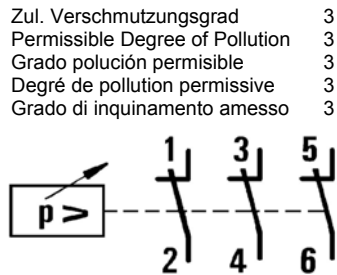 Zul. Verschmutzungsgrad 3
Permissible Degree of Pollution 3
Grado polución permisible 3
Degré de pollution permissive 3
Grado di inquinamento amesso 3
1 3 5
p >
2 4 6